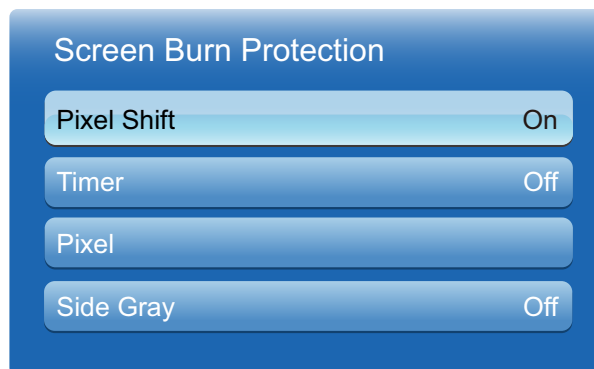 Screen Burn Protection
Pixel Shift On
Timer Off
Pixel
Side Gray Off